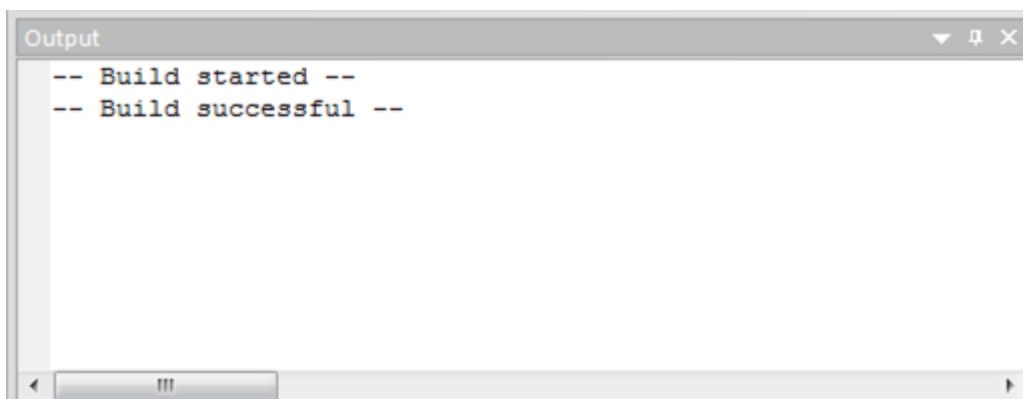 Output
-- Build started --
-- Build successful --